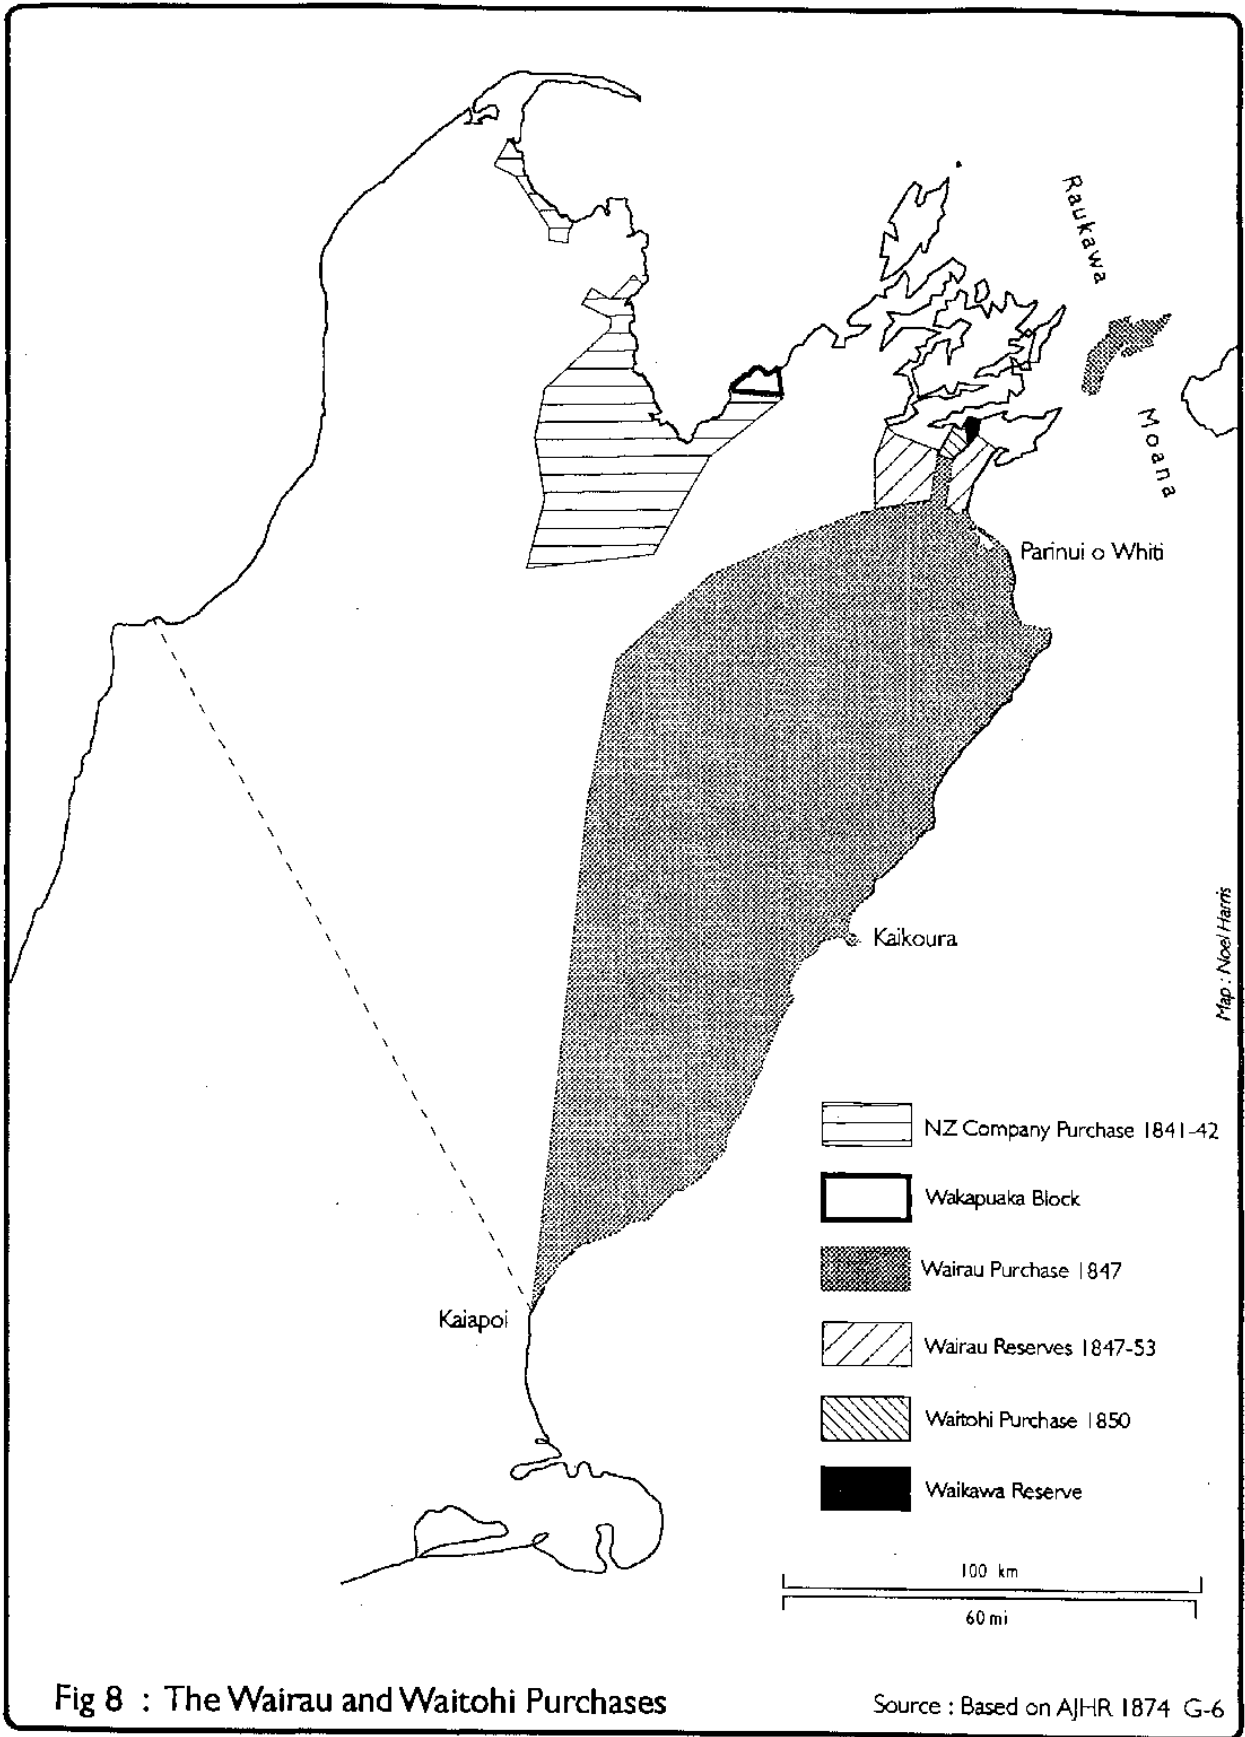 Raukawa
Moana
Parinui o Whiti
Kaikoura
Map : Noel Harris
NZ Company Purchase 1841-42
Wakapuaka Block
Wairau Purchase 1847
Wairau Reserves 1847-53
Waitohi Purchase 1850
Waikawa Reserve
Kaiapoi
100 km
60 mi
Fig 8 : The Wairau and Waitohi Purchases
Source : Based on AJHR 1874 G-6